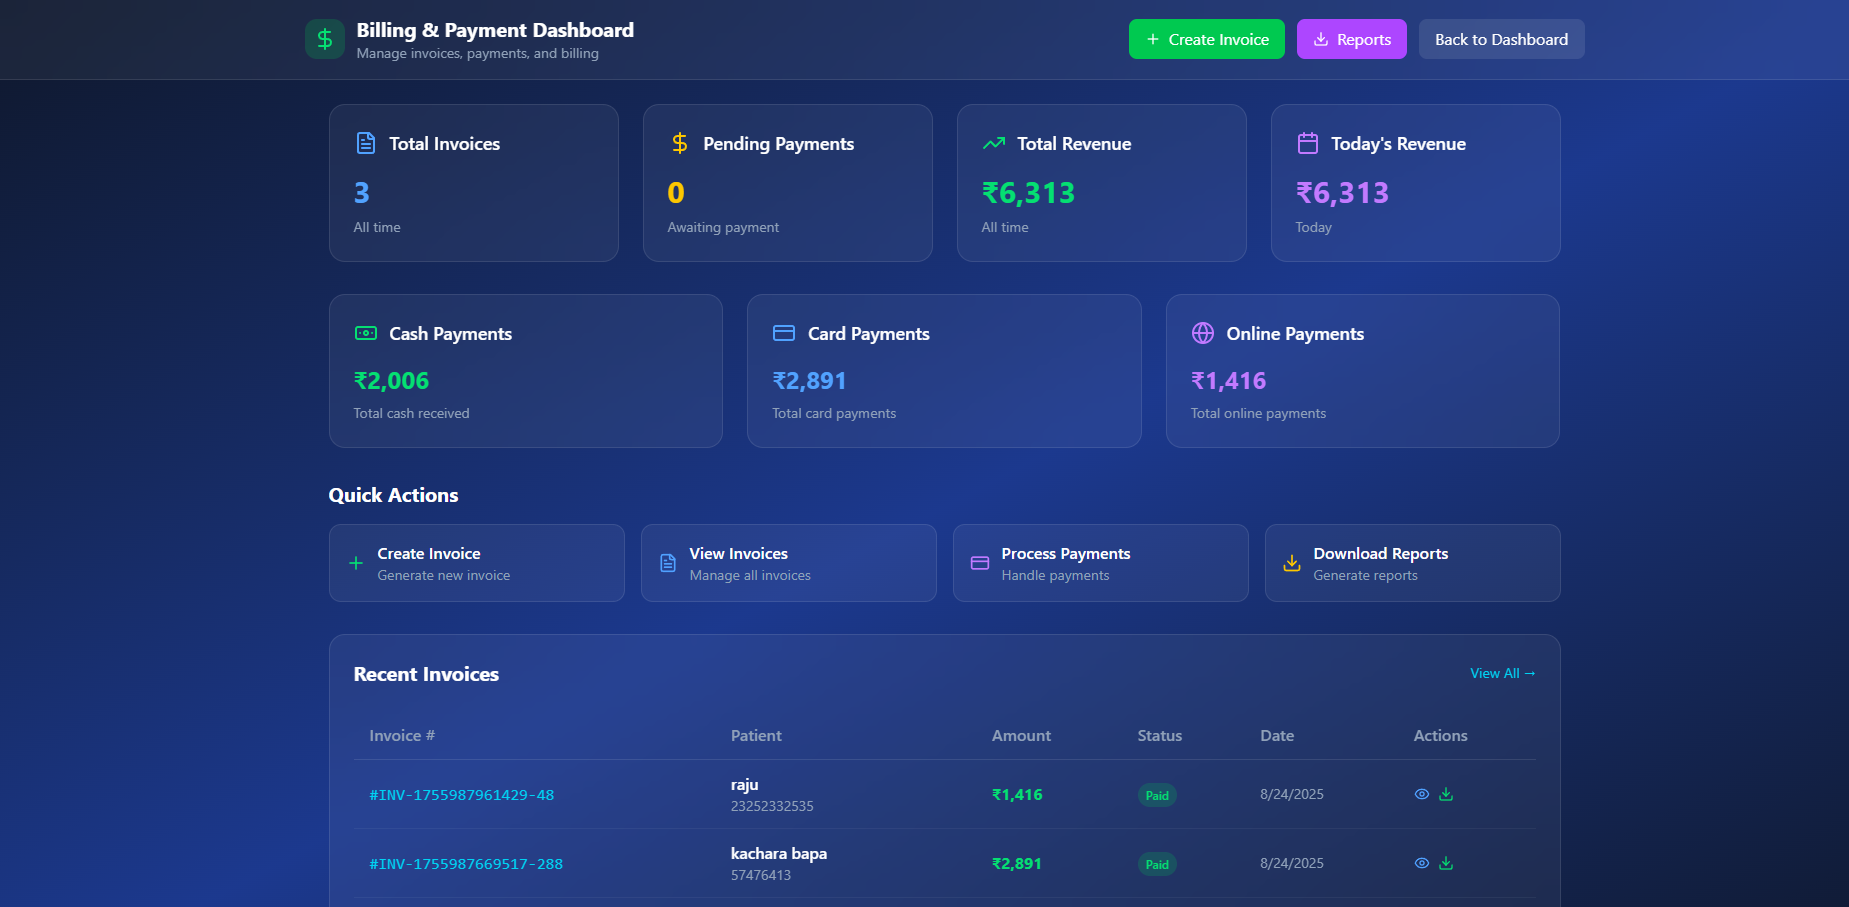 Billing & Payment Dashboard
Manage invoices, payments, and billing
+ Create Invoice
Reports
Back to Dashboard
Total Invoices
3
All time
Pending Payments
0
Awaiting payment
Total Revenue
₹6,313
All time
Today's Revenue
₹6,313
Today
Cash Payments
₹2,006
Total cash received
Card Payments
₹2,891
Total card payments
Online Payments
₹1,416
Total online payments
Quick Actions
Create Invoice
Generate new invoice
View Invoices
Manage all invoices
Process Payments
Handle payments
Download Reports
Generate reports
Recent Invoices
View All →
Invoice # Patient Amount Status Date Actions
#INV-1755987961429-48 raju ₹1,416 Paid 8/24/2025
23252332535
#INV-1755987669517-288 kachara bapa ₹2,891 Paid 8/24/2025
57476413